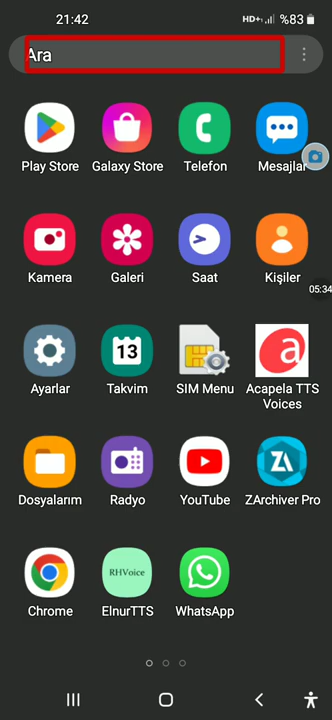 21:42 HD+ %83
Ara
Play Store Galaxy Store Telefon Mesajlar
05:34
Kamera Galeri Saat Kişiler
13
Ayarlar Takvim SIM Menu Acapela TTS
Voices
Dosyalarım Radyo YouTube ZArchiver Pro
RHVoice
Chrome ElnurTTS WhatsApp